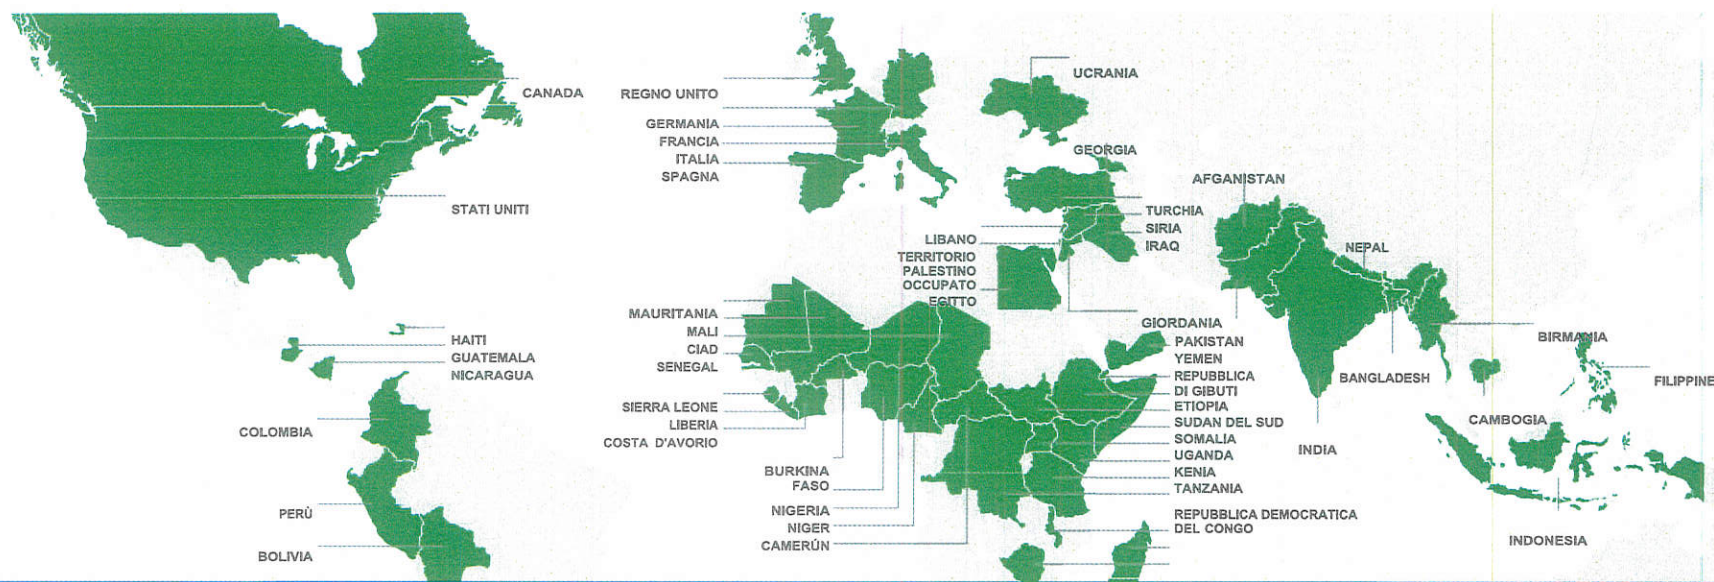 CANADA
STATI UNITI
HAITI
GUATEMALA
NICARAGUA
COLOMBIA
PERÙ
BOLIVIA
REGNO UNITO
GERMANIA
FRANCIA
ITALIA
SPAGNA
UCRANIA
GEORGIA
TURCHIA
SIRIA
IRAQ
LIBANO
TERRITORIO
PALESTINO
OCCUPATO
EGITTO
GIORDANIA
MAURITANIA
MALI
CIAD
SENEGAL
SIERRA LEONE
LIBERIA
COSTA D'AVORIO
BURKINA
FASO
NIGERIA
NIGER
CAMERÚN
PAKISTAN
YEMEN
REPUBBLICA
DI GIBUTI
ETIOPIA
SUDAN DEL SUD
SOMALIA
UGANDA
KENIA
TANZANIA
REPUBBLICA DEMOCRATICA
DEL CONGO
AFGANISTAN
NEPAL
BIRMANIA
BANGLADESH
INDIA
CAMBOGIA
FILIPPINE
INDONESIA